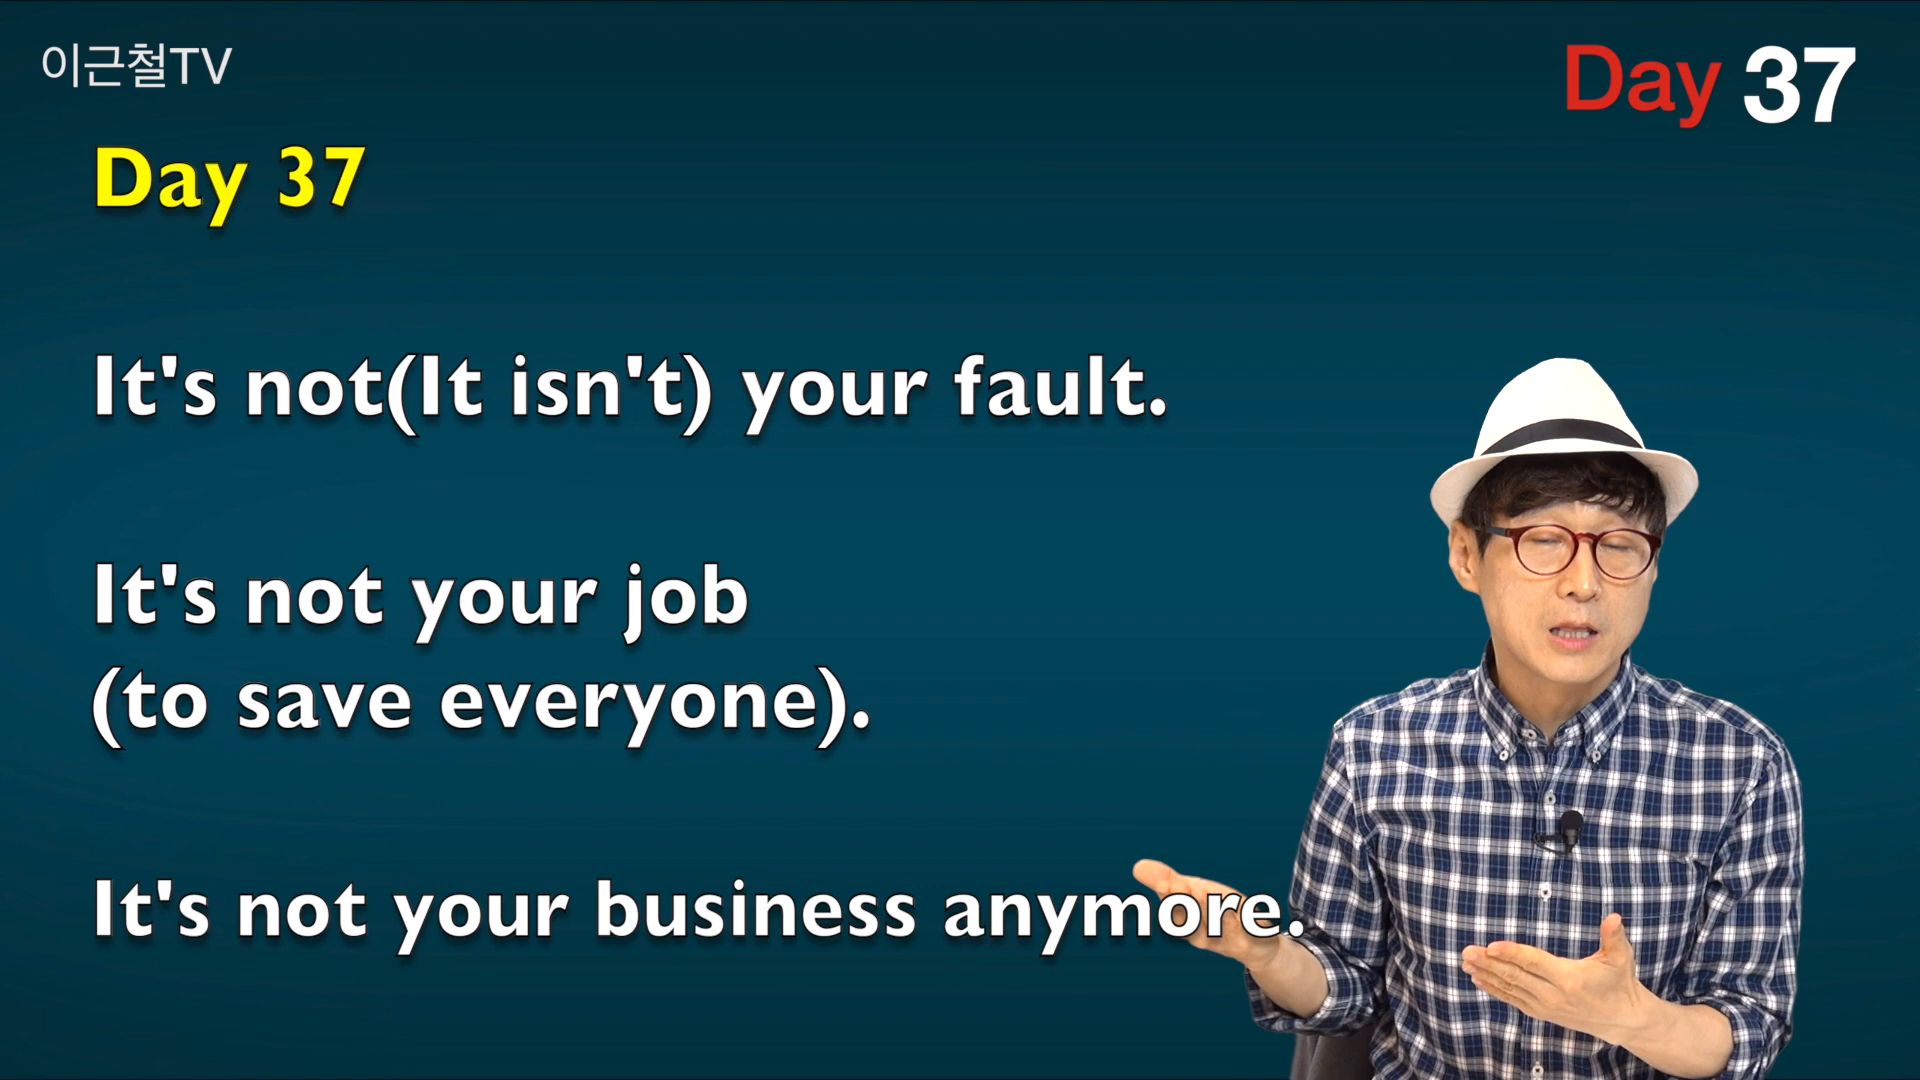 이근철TV
Day 37
Day 37
It's not(It isn't) your fault.
It's not your job
(to save everyone).
It's not your business anymore.